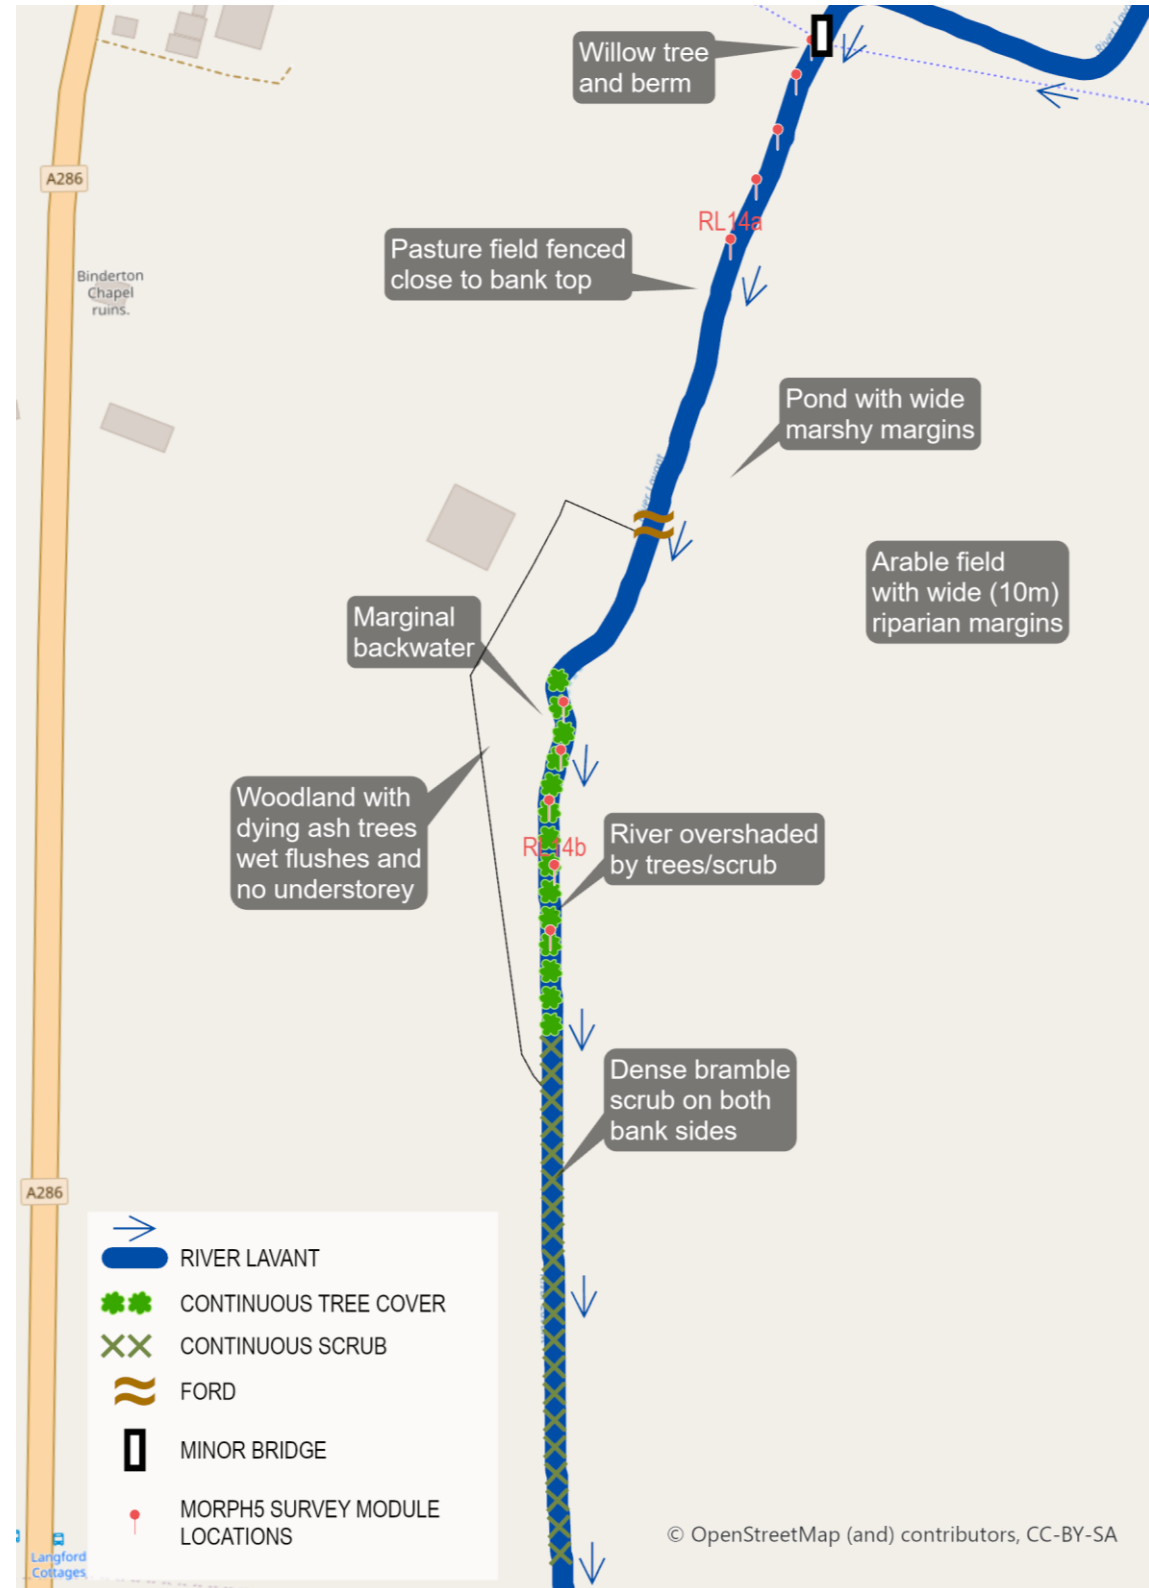 River Lav
Willow tree
and berm
A286
RL14a
Pasture field fenced
close to bank top
Binderton
Chapel
ruins.
Pond with wide
marshy margins
Arable field
with wide (10m)
riparian margins
Marginal
backwater
Woodland with
dying ash trees
wet flushes and
no understorey
RL14b
River overshaded
by trees/scrub
Dense bramble
scrub on both
bank sides
A286
RIVER LAVANT
CONTINUOUS TREE COVER
CONTINUOUS SCRUB
FORD
MINOR BRIDGE
MORPH5 SURVEY MODULE
LOCATIONS
Langford
Cottages
© OpenStreetMap (and) contributors, CC-BY-SA